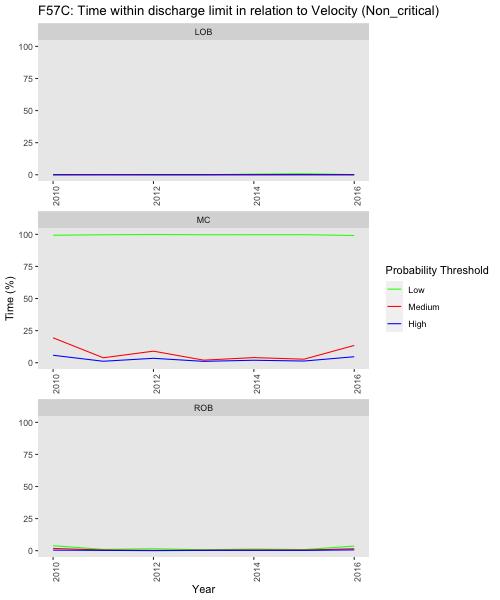 F57C: Time within discharge limit in relation to Velocity (Non_critical)
LOB
100
75
50
25
0
2010
2012
2014
2016
MC
100
75
50
25
0
2010
2012
2014
2016
Time (%)
ROB
100
75
50
25
0
2010
2012
2014
2016
Year
Probability Threshold
Low
Medium
High